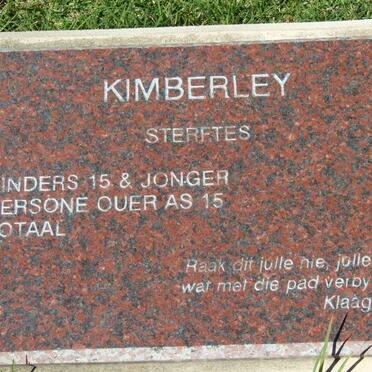 KIMBERLEY
STERFTES
INDERS 15 & JONGER
ERSONE OUER AS 15
OTAAL
Raak dit julle nie, julle
wat met die pad verby
Klaag